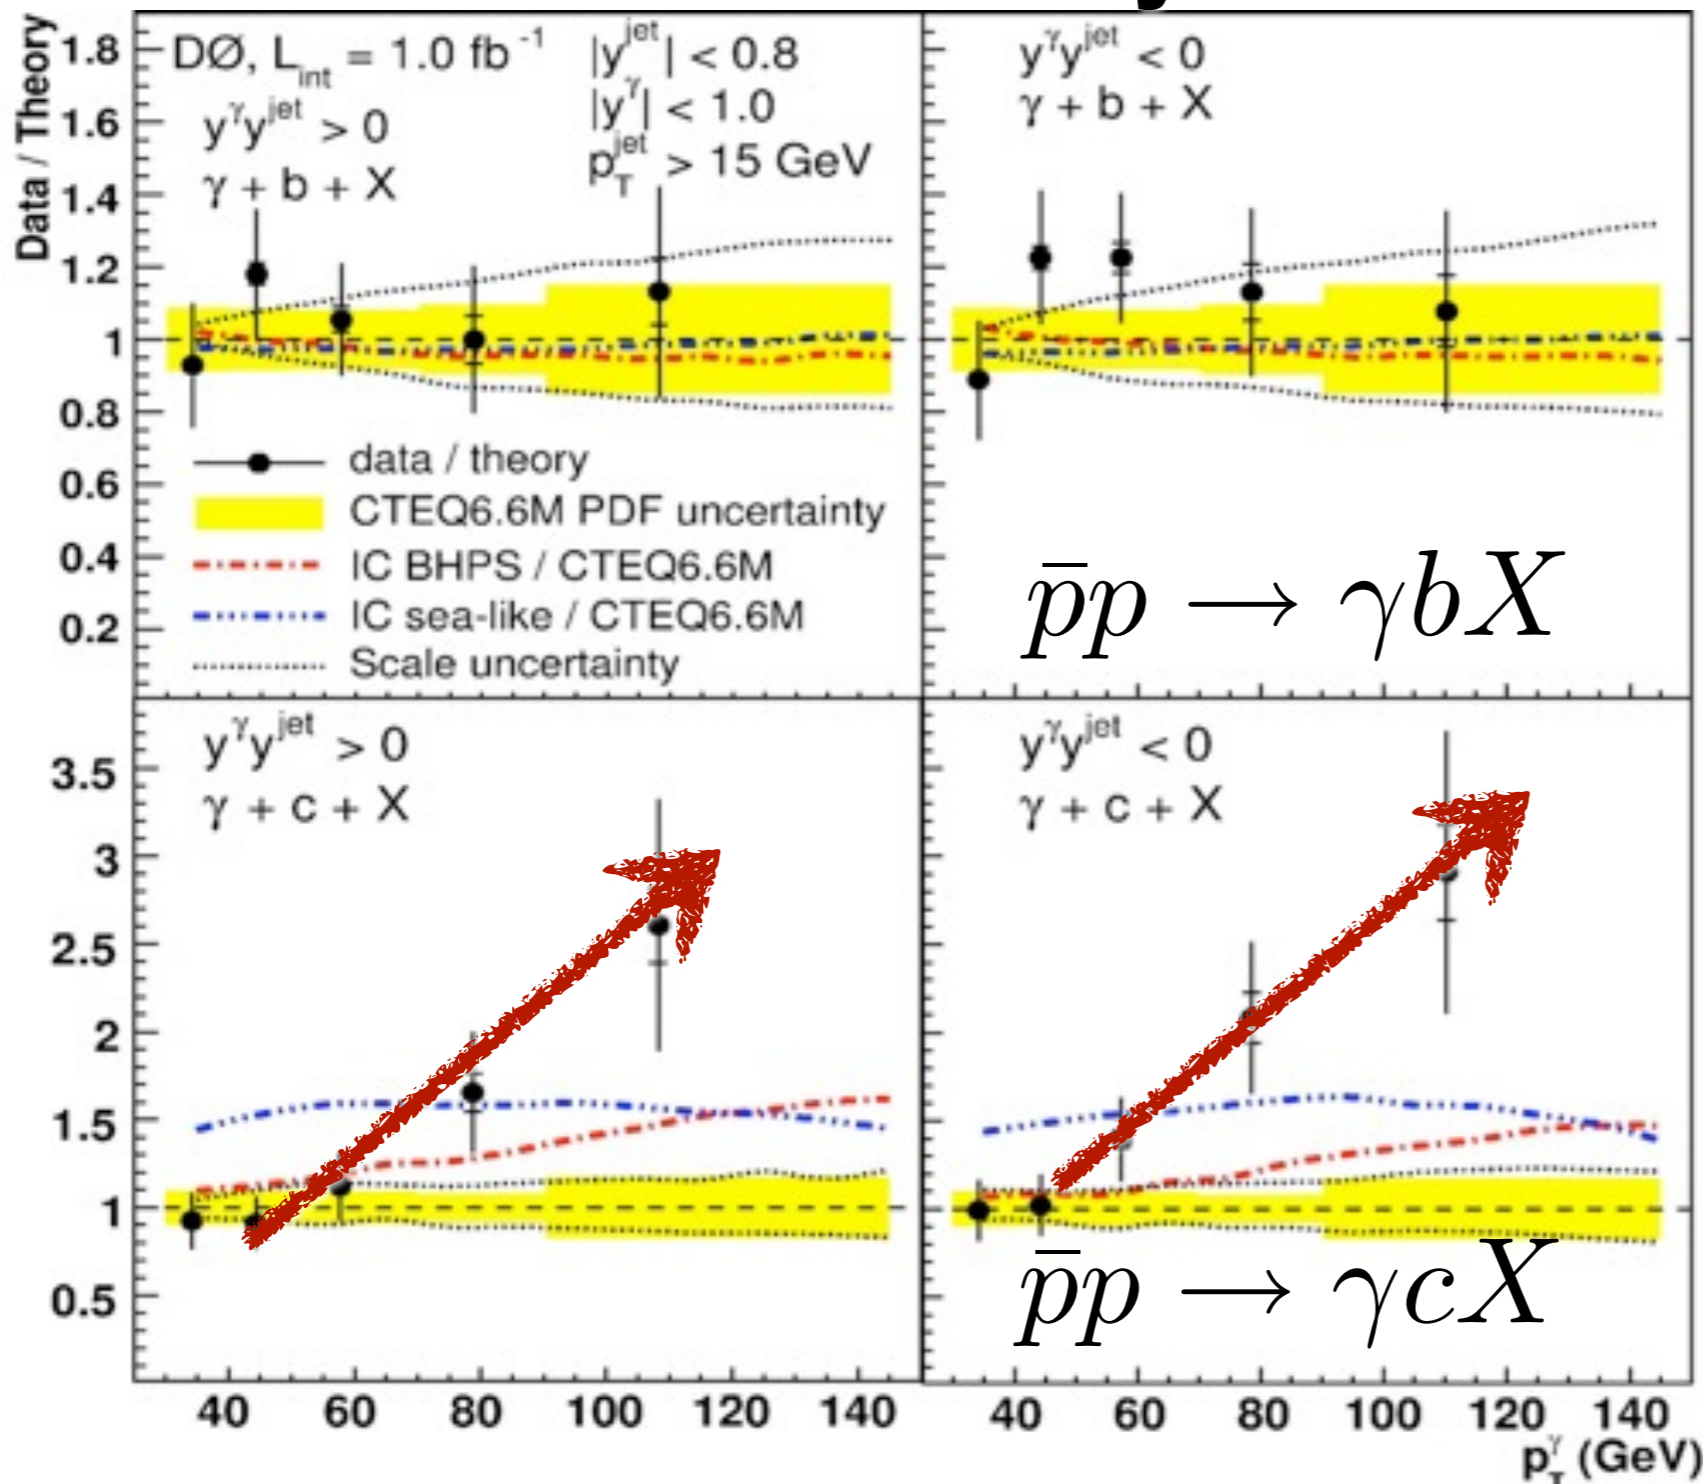 Data / Theory
DØ, L_int = 1.0 fb^-1
y^γ y^jet > 0
γ + b + X
|y^jet| < 0.8
|y^γ| < 1.0
p_T^jet > 15 GeV
1.8
1.6
1.4
1.2
1
0.8
0.6
0.4
0.2
data / theory
CTEQ6.6M PDF uncertainty
IC BHPS / CTEQ6.6M
IC sea-like / CTEQ6.6M
Scale uncertainty
y^γ y^jet < 0
γ + b + X
p̄p → γbX
y^γ y^jet > 0
γ + c + X
3.5
3
2.5
2
1.5
1
0.5
y^γ y^jet < 0
γ + c + X
p̄p → γcX
40 60 80 100 120 140
40 60 80 100 120 140
p_T^γ (GeV)